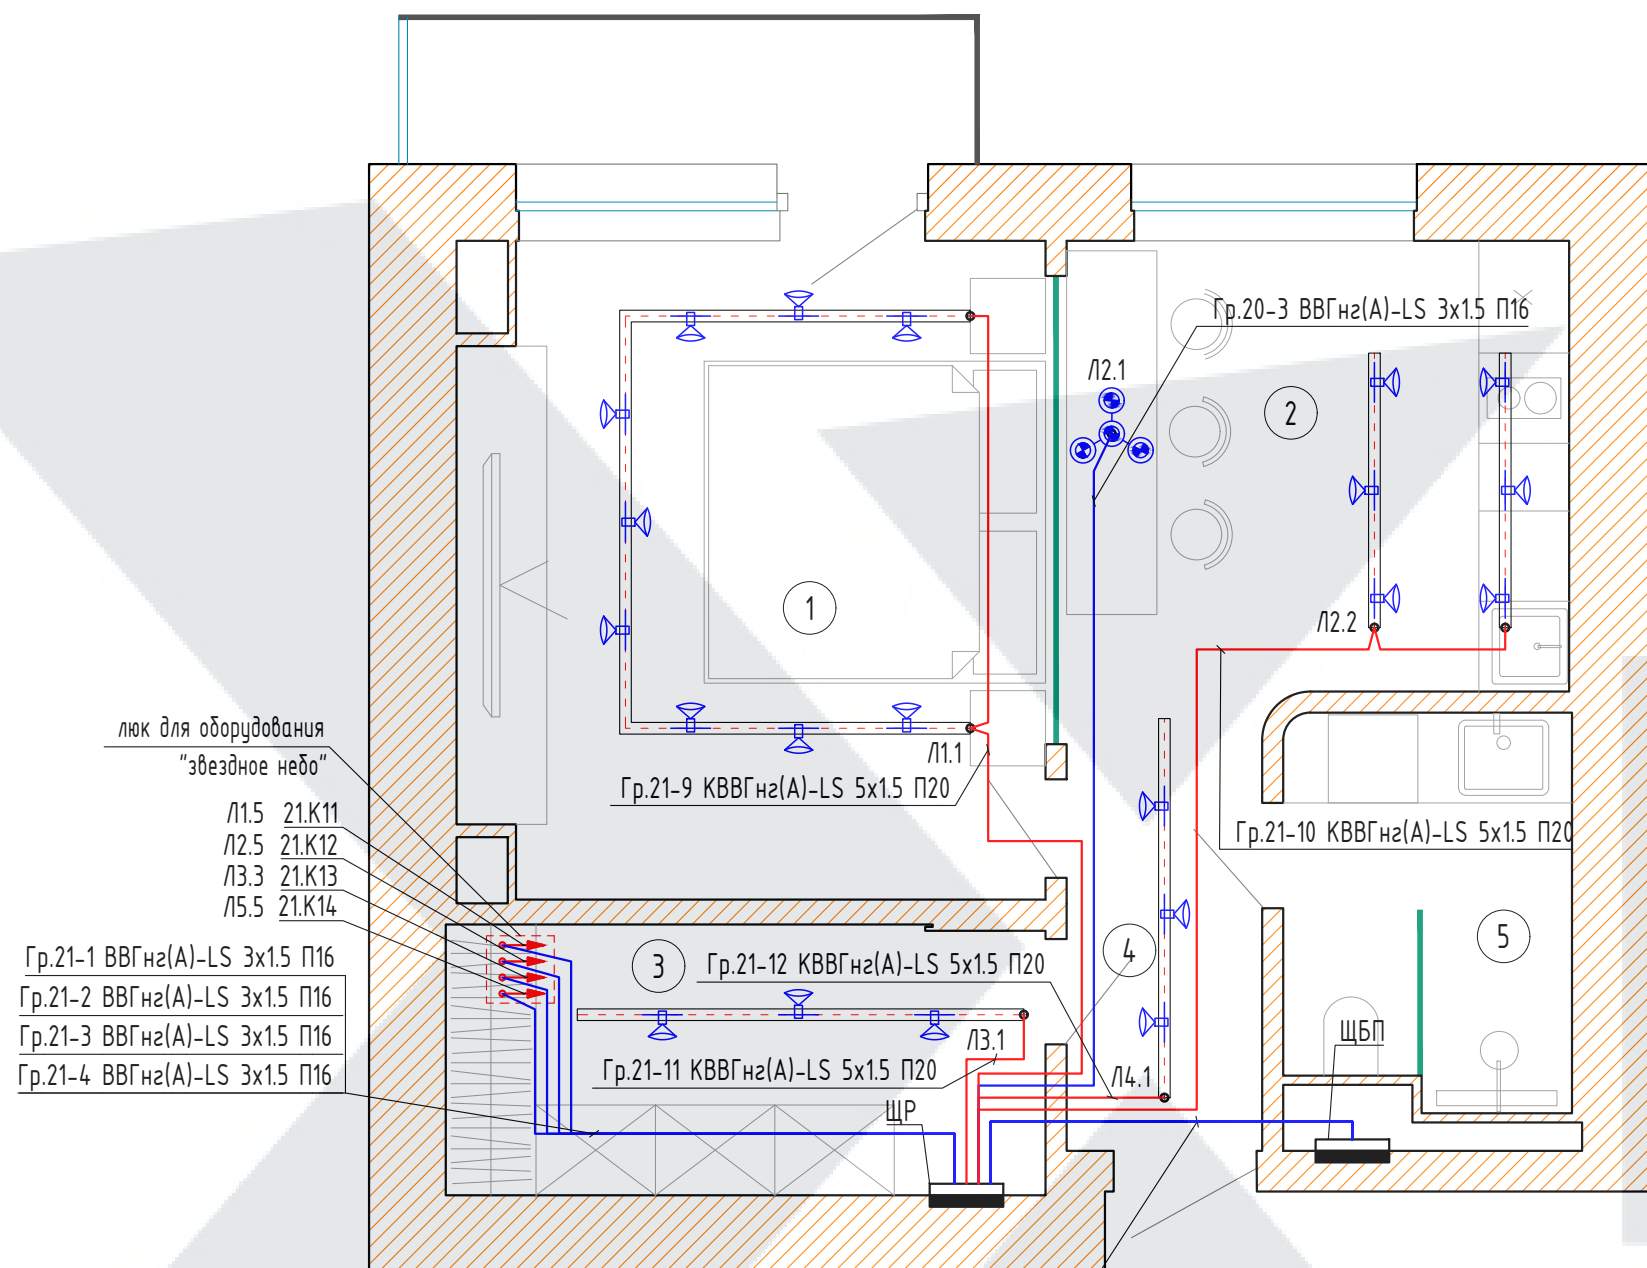 Гр.20-3 ВВГнг(А)-LS 3х1.5 П16
Л2.1
2
1
Л2.2
люк для оборудования
"звездное небо"
Л1.1
Гр.21-9 КВВГнг(А)-LS 5х1.5 П20
Л1.5 21.К11
Гр.21-10 КВВГнг(А)-LS 5х1.5 П20
Л2.5 21.К12
Л3.3 21.К13
Л5.5 21.К14
5
4
3
Гр.21-12 КВВГнг(А)-LS 5х1.5 П20
Гр.21-1 ВВГнг(А)-LS 3х1.5 П16
Гр.21-2 ВВГнг(А)-LS 3х1.5 П16
Гр.21-3 ВВГнг(А)-LS 3х1.5 П16
Гр.21-4 ВВГнг(А)-LS 3х1.5 П16
Л3.1
ЩБП
Гр.21-11 КВВГнг(А)-LS 5х1.5 П20
Л4.1
ЩР